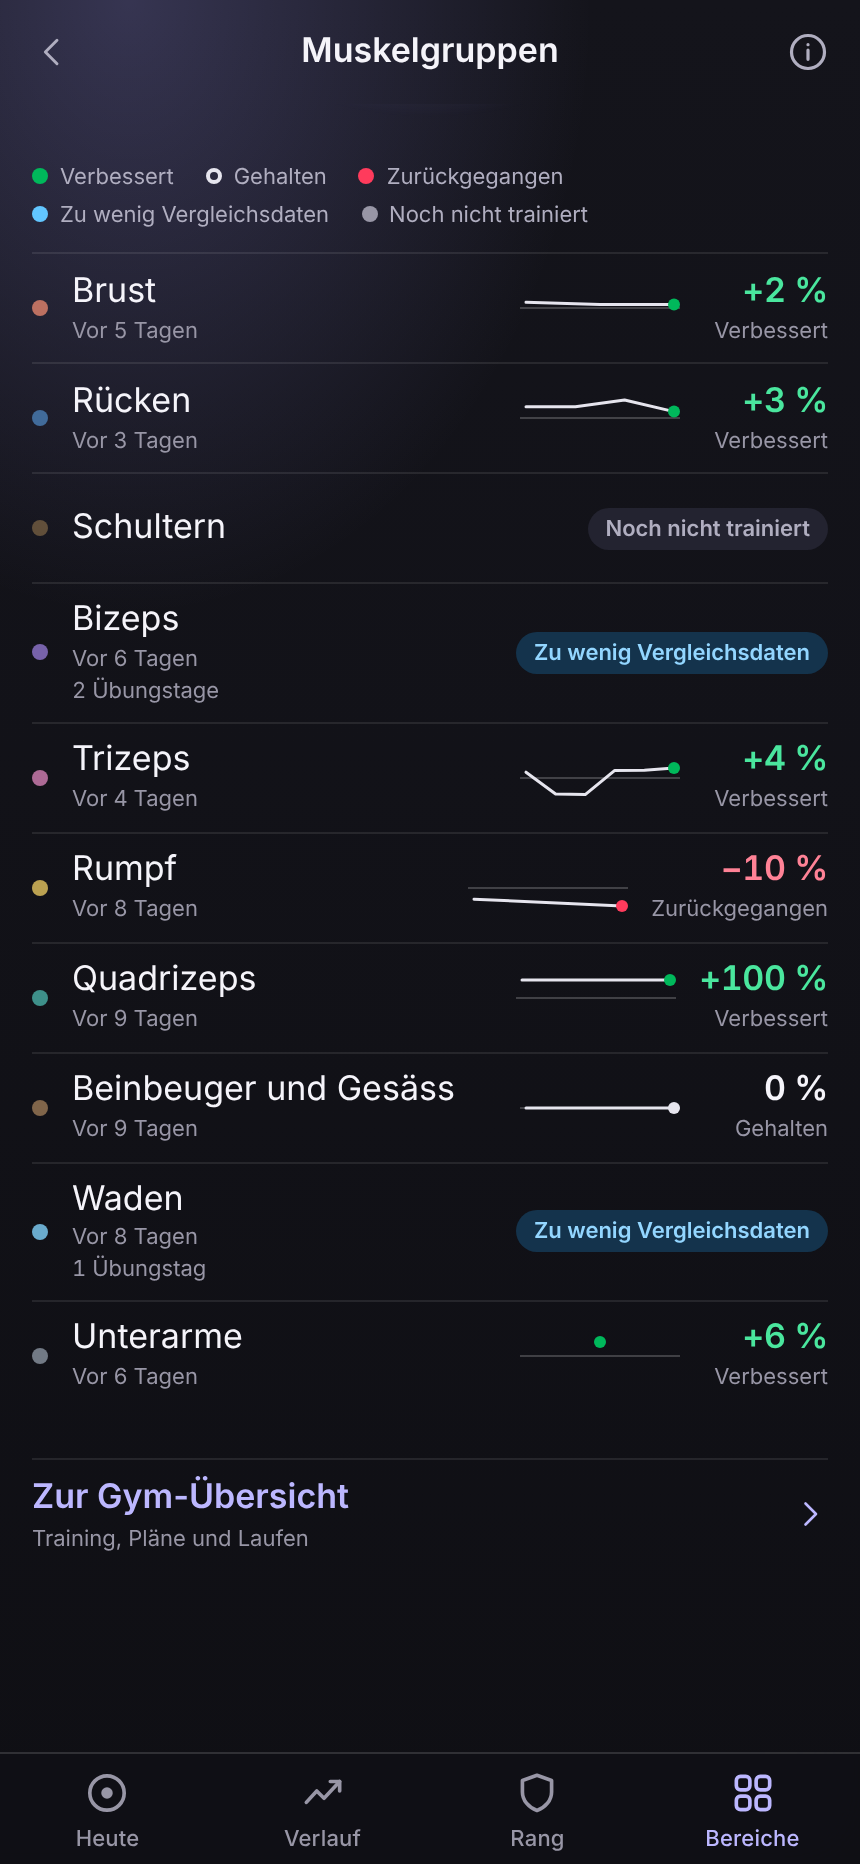 Muskelgruppen
Verbessert Gehalten Zurückgegangen
Zu wenig Vergleichsdaten Noch nicht trainiert
Brust +2 %
Vor 5 Tagen Verbessert
Rücken +3 %
Vor 3 Tagen Verbessert
Schultern Noch nicht trainiert
Bizeps
Vor 6 Tagen Zu wenig Vergleichsdaten
2 Übungstage
Trizeps +4 %
Vor 4 Tagen Verbessert
Rumpf −10 %
Vor 8 Tagen Zurückgegangen
Quadrizeps +100 %
Vor 9 Tagen Verbessert
Beinbeuger und Gesäss 0 %
Vor 9 Tagen Gehalten
Waden
Vor 8 Tagen Zu wenig Vergleichsdaten
1 Übungstag
Unterarme +6 %
Vor 6 Tagen Verbessert
Zur Gym-Übersicht
Training, Pläne und Laufen
Heute Verlauf Rang Bereiche